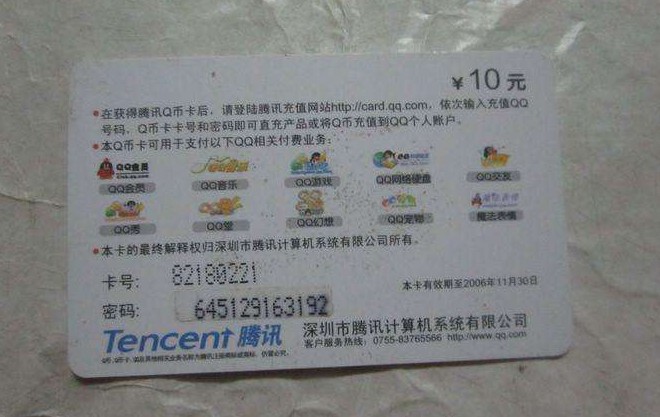 ¥10元
•在获得腾讯Q币卡后，请登陆腾讯充值网站http://card.qq.com，依次输入充值QQ
号码，Q币卡卡号和密码即可直充产品或将Q币充值到QQ个人账户。
•本Q币卡可用于支付以下QQ相关付费业务：
QQ会员
QQ会员 QQ音乐 QQ游戏 QQ网络硬盘 QQ交友
QQ秀 QQ堂 QQ幻想 QQ宠物 魔法表情
•本卡的最终解释权归深圳市腾讯计算机系统有限公司所有。
卡号: 82180221
本卡有效期至2006年11月30日
密码: 645129163192
Tencent 腾讯
深圳市腾讯计算机系统有限公司
客户服务热线：0755-83765566 http://www.qq.com